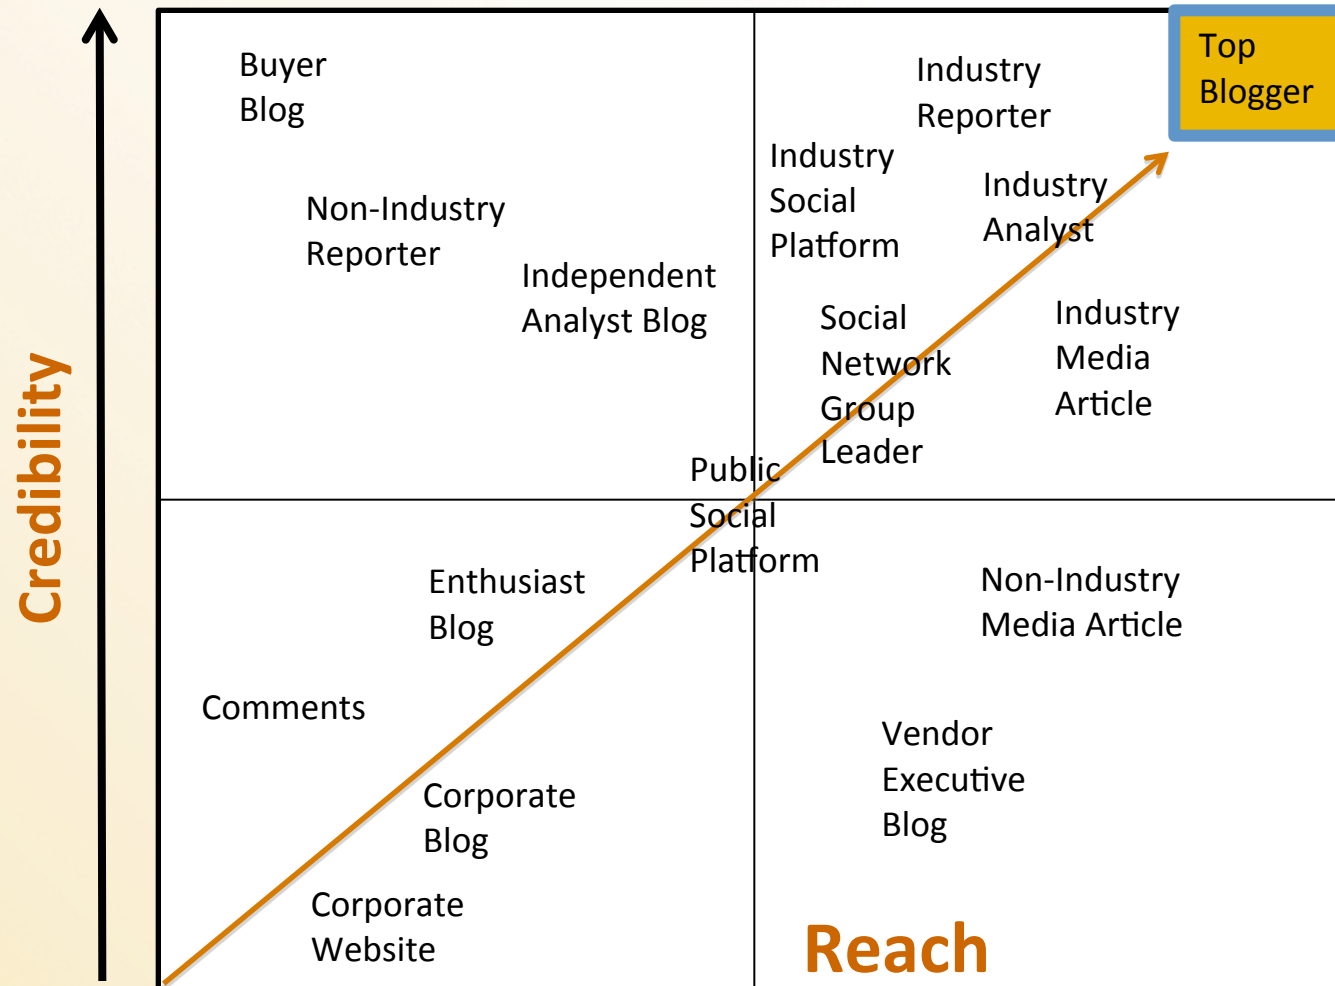 Credibility
Buyer
Blog
Industry
Reporter
Top
Blogger
Non-Industry
Reporter
Industry
Social
Platform
Industry
Analyst
Independent
Analyst Blog
Social
Network
Group
Leader
Industry
Media
Article
Public
Social
Platform
Enthusiast
Blog
Non-Industry
Media Article
Comments
Vendor
Executive
Blog
Corporate
Blog
Corporate
Website
Reach